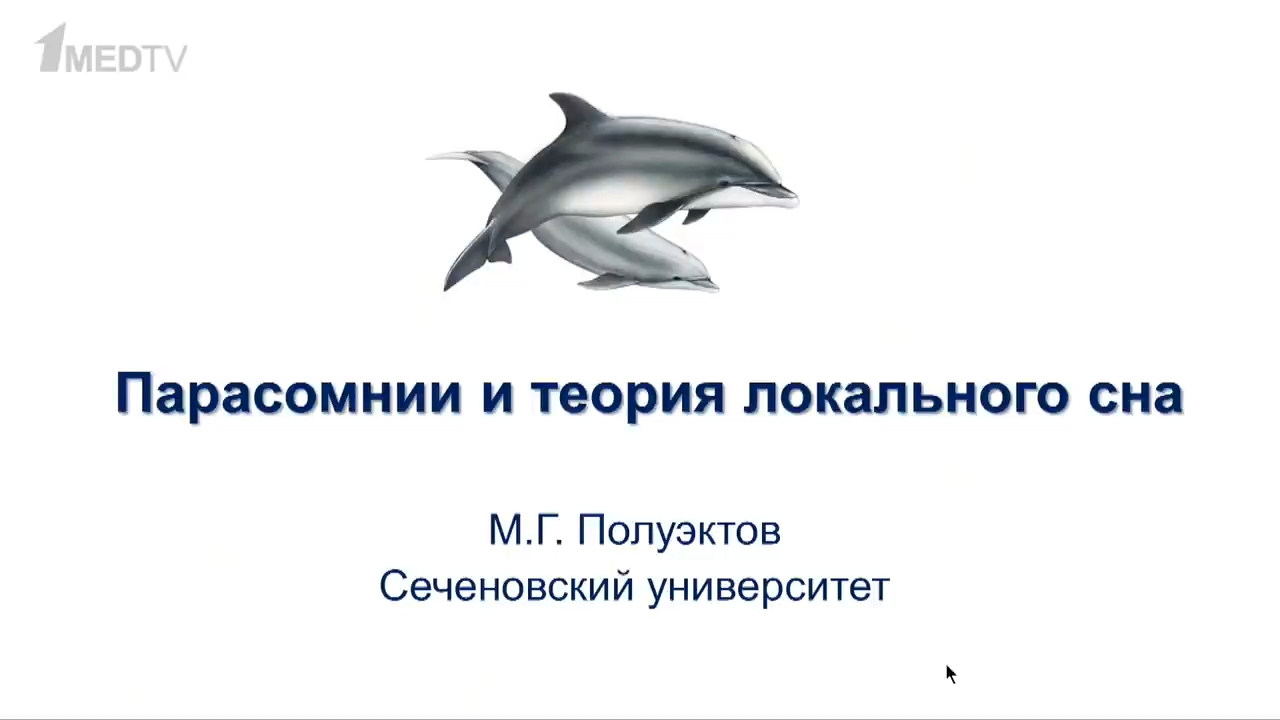 1MEDTV
Парасомнии и теория локального сна
М.Г. Полуэктов
Сеченовский университет